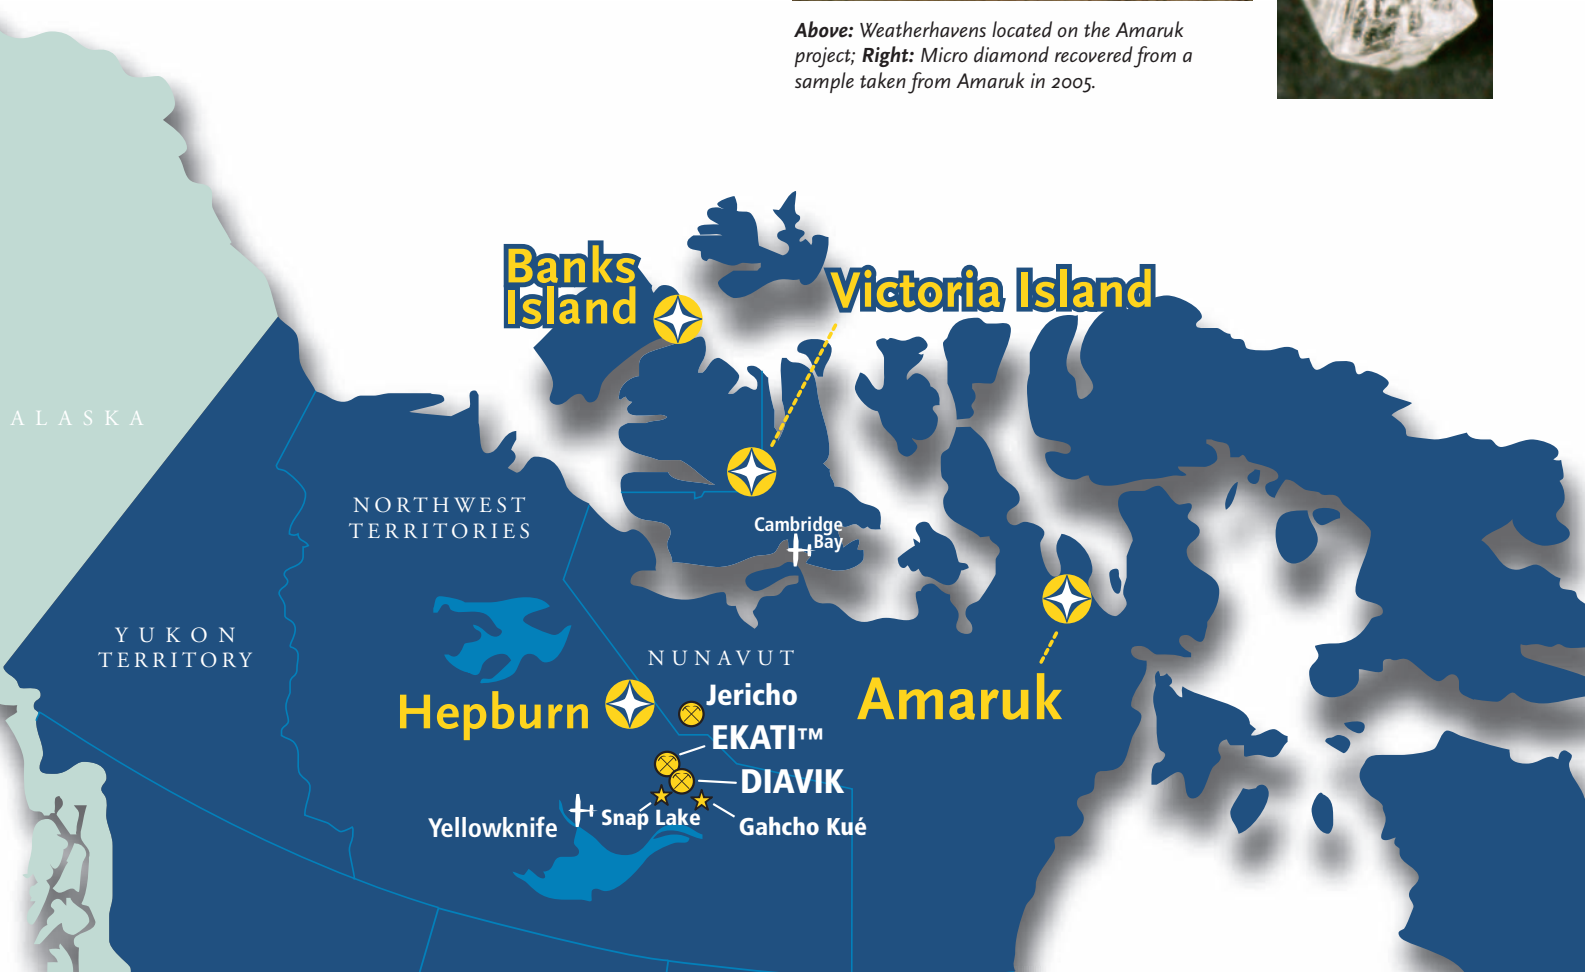 Above: Weatherhavens located on the Amaruk
project; Right: Micro diamond recovered from a
sample taken from Amaruk in 2005.
Banks
Island
Victoria Island
ALASKA
NORTHWEST
TERRITORIES
Cambridge
Bay
YUKON
TERRITORY
NUNAVUT
Hepburn
Jericho
Amaruk
EKATI™
DIAVIK
Snap Lake
Yellowknife
Gahcho Kué